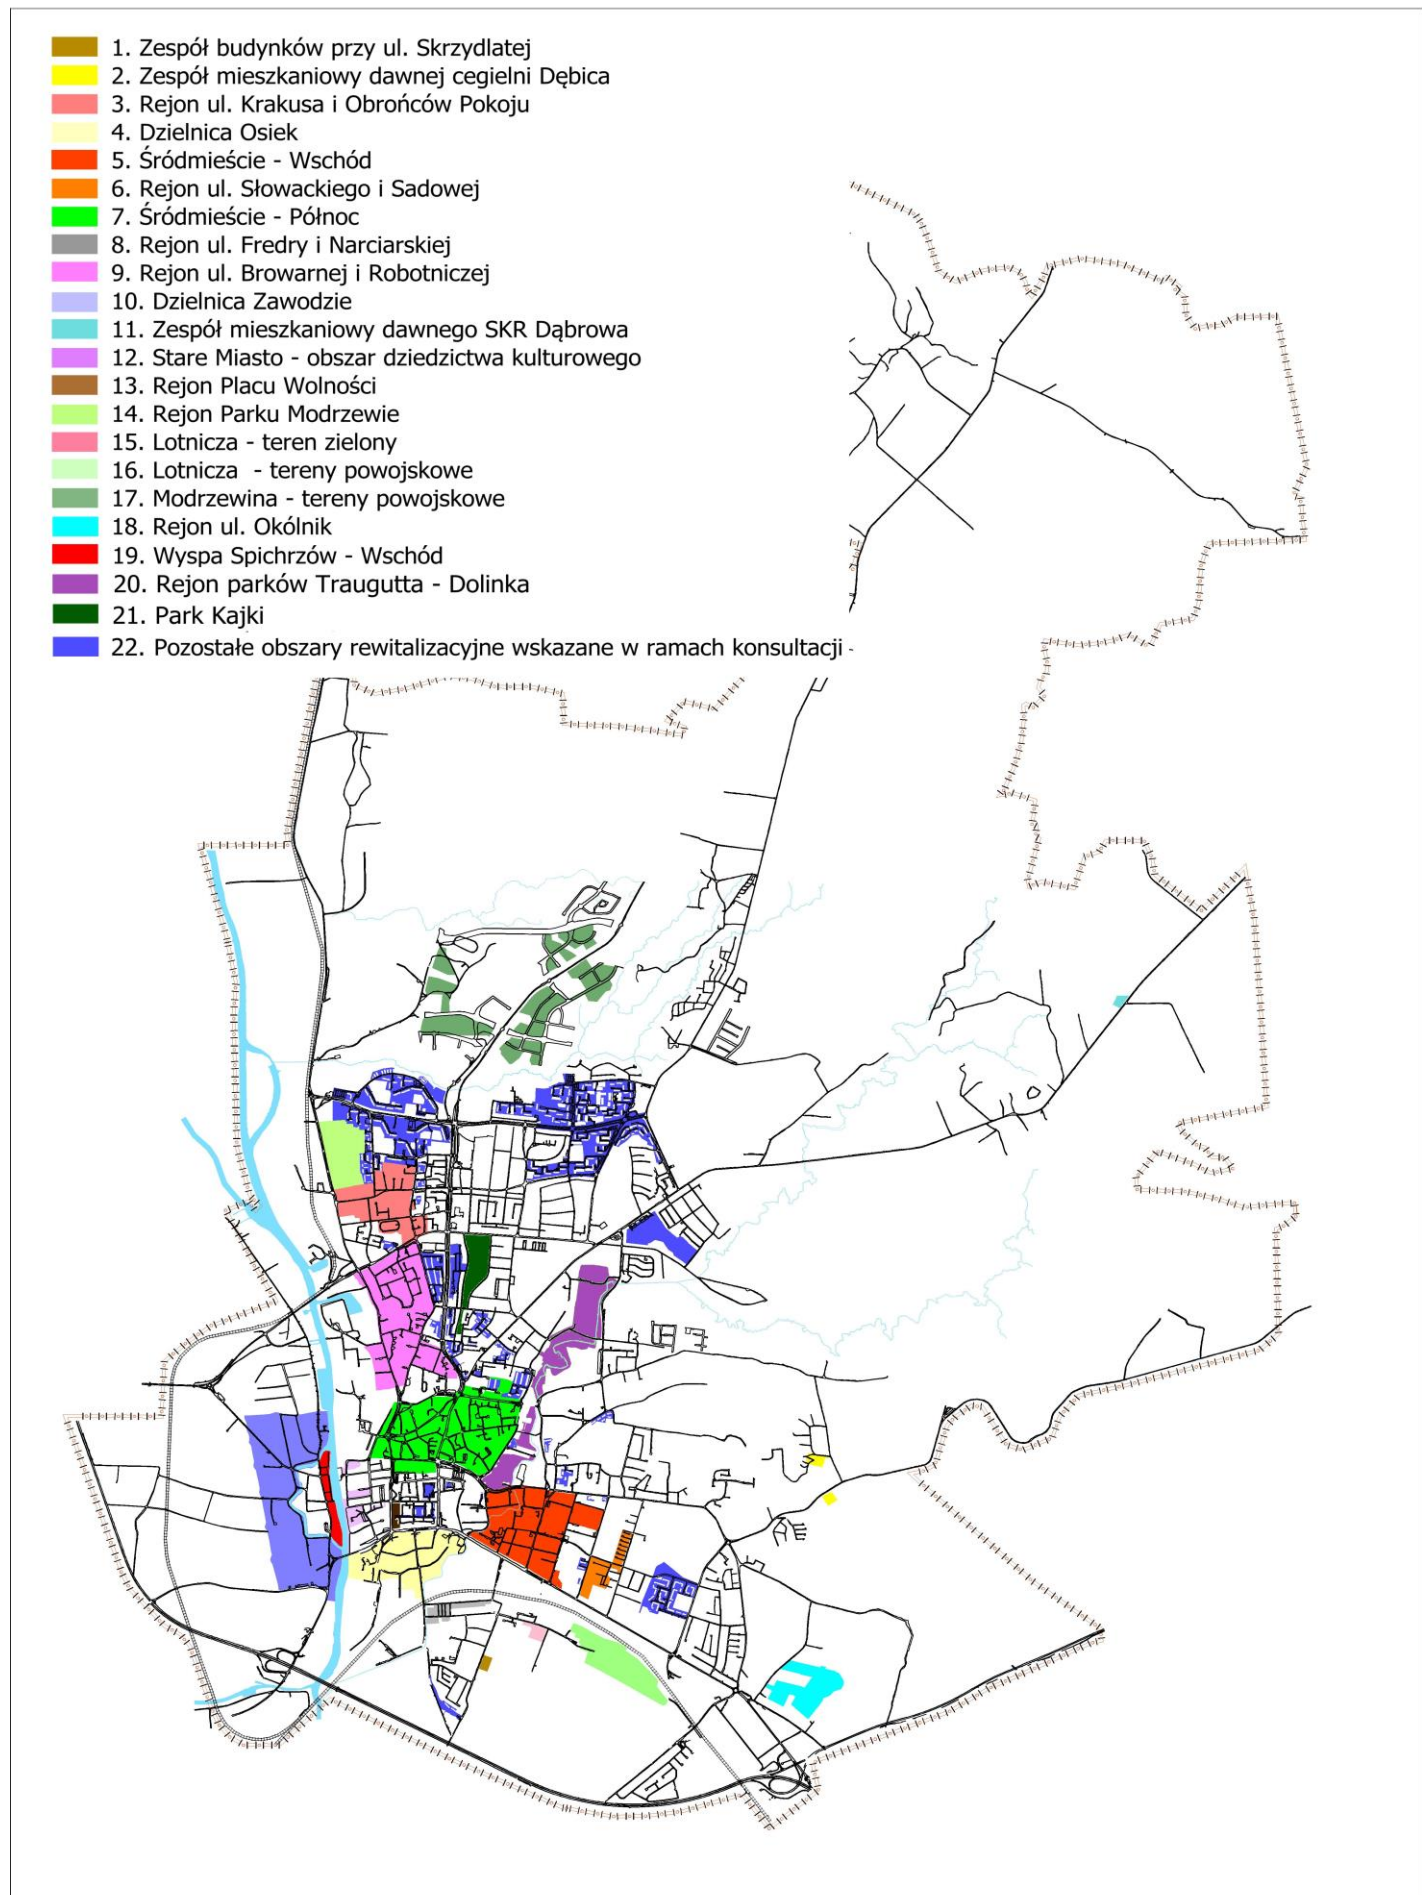 1. Zespół budynków przy ul. Skrzydlatej
2. Zespół mieszkaniowy dawnej cegielni Dębica
3. Rejon ul. Krakusa i Obrońców Pokoju
4. Dzielnica Osiek
5. Śródmieście - Wschód
6. Rejon ul. Słowackiego i Sadowej
7. Śródmieście - Północ
8. Rejon ul. Fredry i Narciarskiej
9. Rejon ul. Browarnej i Robotniczej
10. Dzielnica Zawodzie
11. Zespół mieszkaniowy dawnego SKR Dąbrowa
12. Stare Miasto - obszar dziedzictwa kulturowego
13. Rejon Placu Wolności
14. Rejon Parku Modrzewie
15. Lotnicza - teren zielony
16. Lotnicza - tereny powojskowe
17. Modrzewina - tereny powojskowe
18. Rejon ul. Okólnik
19. Wyspa Spichrzów - Wschód
20. Rejon parków Traugutta - Dolinka
21. Park Kajki
22. Pozostałe obszary rewitalizacyjne wskazane w ramach konsultacji